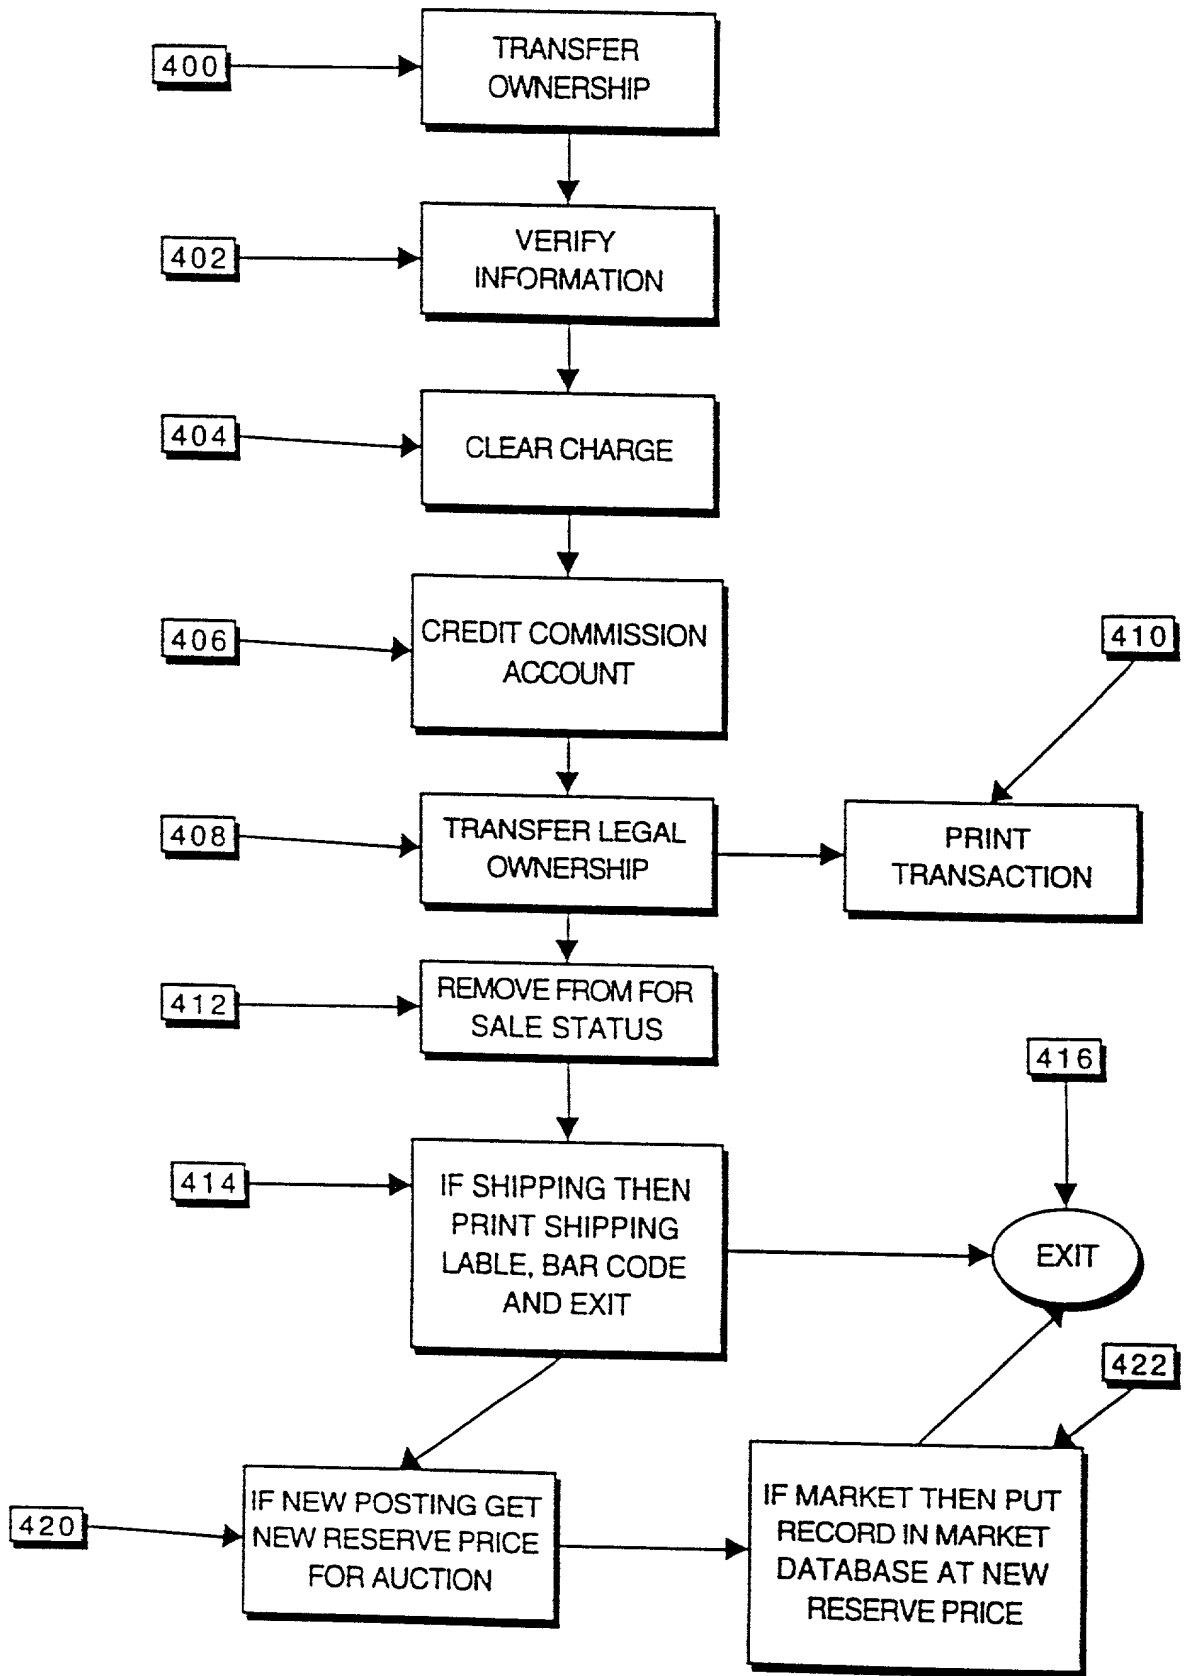 400
TRANSFER
OWNERSHIP
402
VERIFY
INFORMATION
404
CLEAR CHARGE
406
CREDIT COMMISSION
ACCOUNT
410
408
TRANSFER LEGAL
OWNERSHIP
PRINT
TRANSACTION
412
REMOVE FROM FOR
SALE STATUS
416
414
IF SHIPPING THEN
PRINT SHIPPING
LABLE, BAR CODE
AND EXIT
EXIT
422
420
IF NEW POSTING GET
NEW RESERVE PRICE
FOR AUCTION
IF MARKET THEN PUT
RECORD IN MARKET
DATABASE AT NEW
RESERVE PRICE